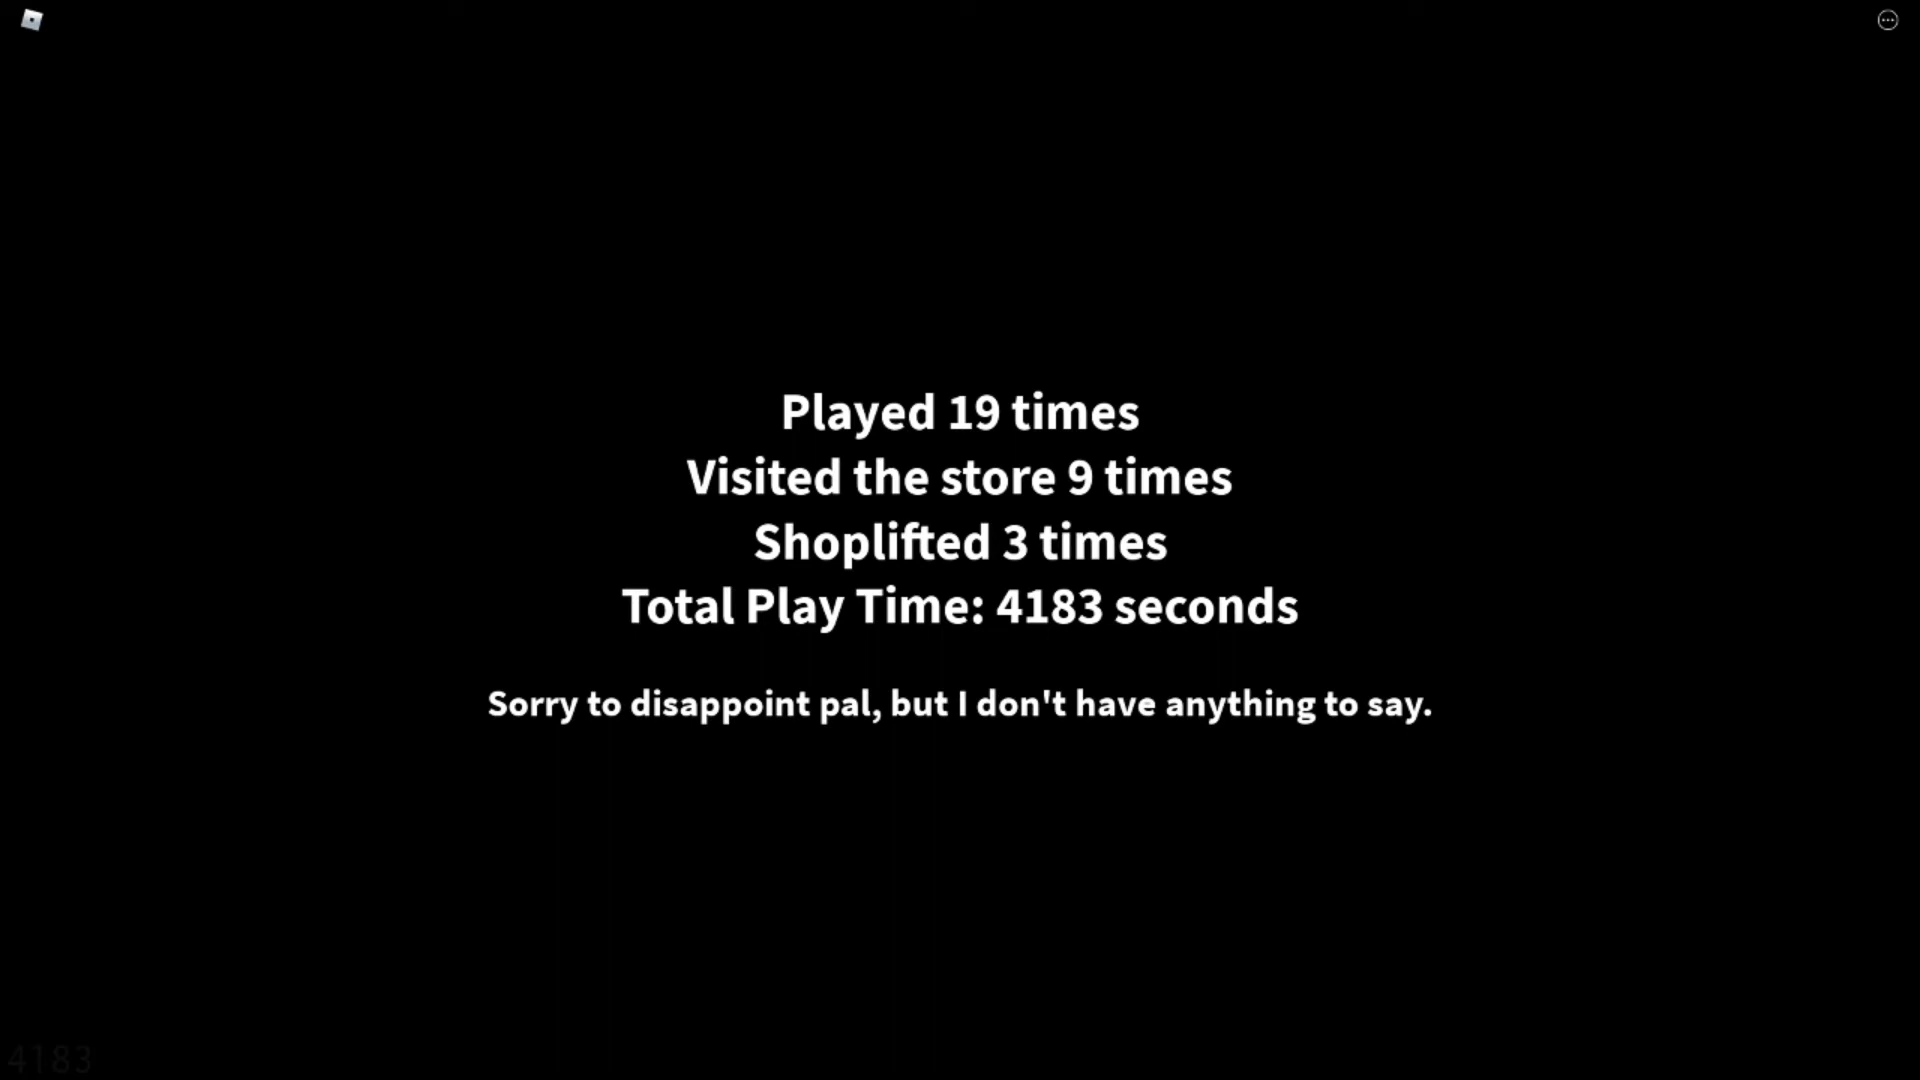 Played 19 times
Visited the store 9 times
Shoplifted 3 times
Total Play Time: 4183 seconds
Sorry to disappoint pal, but I don't have anything to say.
4183